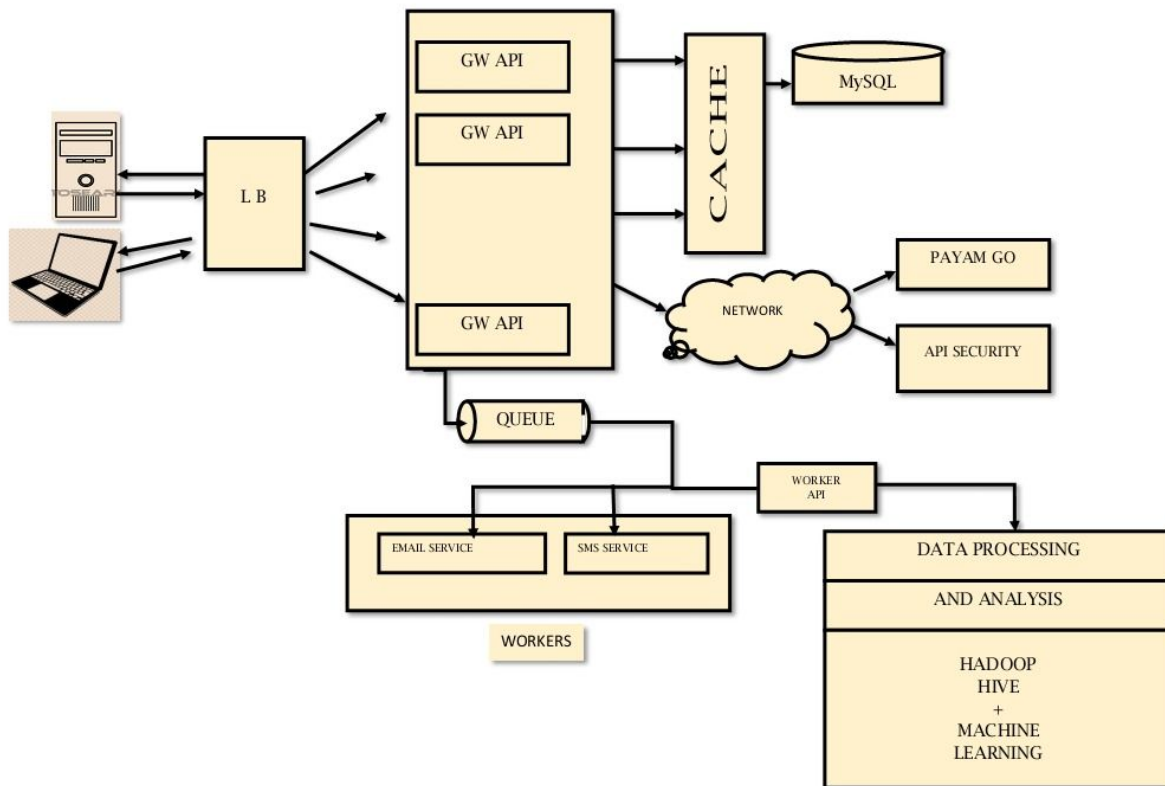 GW API
GW API
GW API
L B
CACHE
MySQL
NETWORK
PAYAM GO
API SECURITY
QUEUE
WORKER
API
EMAIL SERVICE
SMS SERVICE
WORKERS
DATA PROCESSING
AND ANALYSIS
HADOOP
HIVE
+
MACHINE
LEARNING